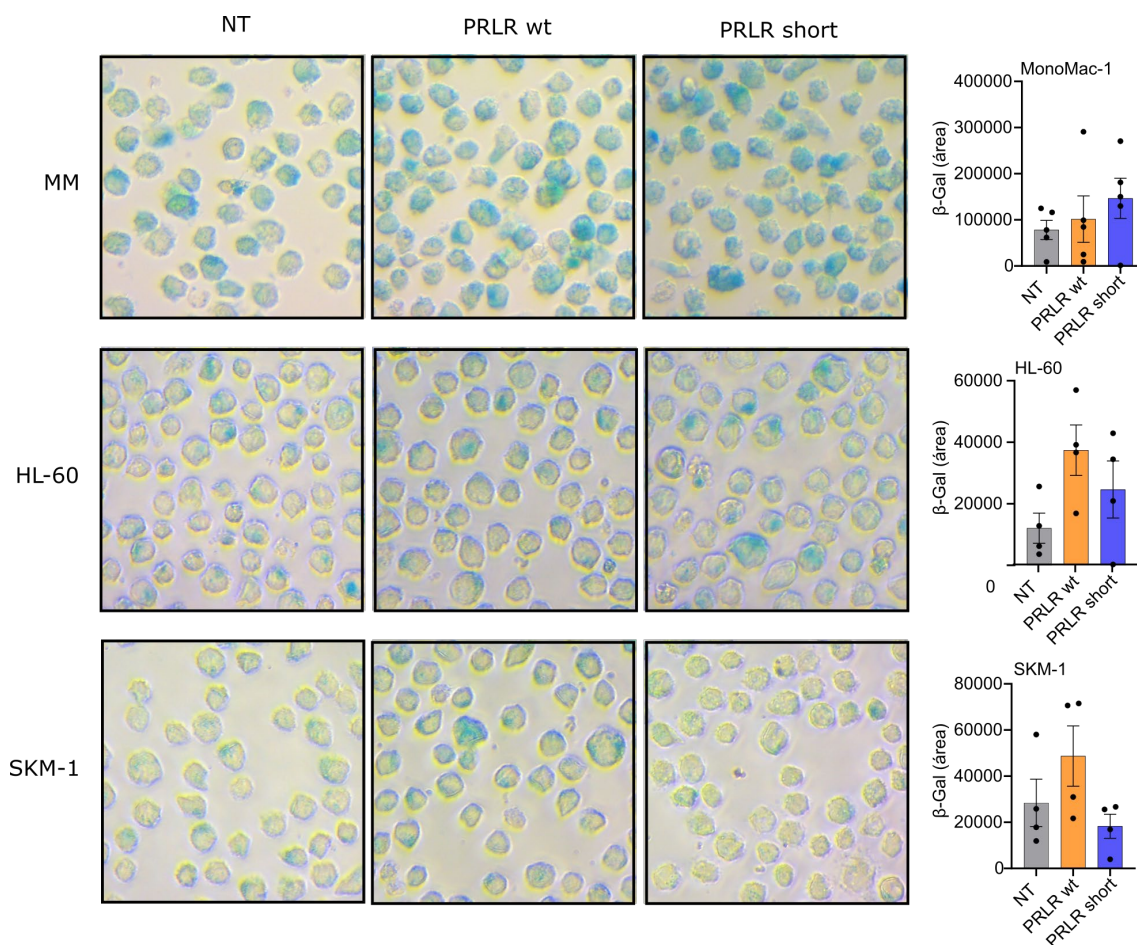 NT
PRLR wt
PRLR short
MM
HL-60
SKM-1
MonoMac-1
β-Gal (área)
400000
300000
200000
100000
0
NT
PRLR wt
PRLR short
HL-60
β-Gal (área)
60000
40000
20000
0
NT
PRLR wt
PRLR short
SKM-1
β-Gal (área)
80000
60000
40000
20000
0
NT
PRLR wt
PRLR short